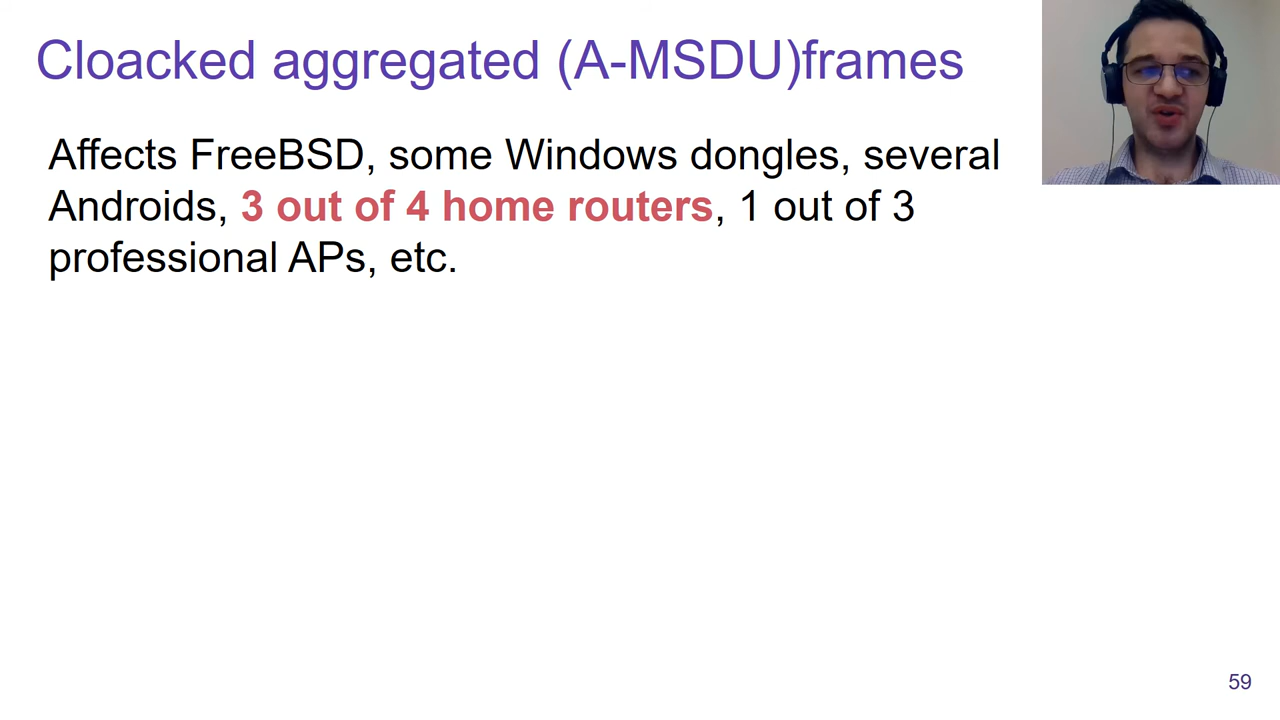 Cloacked aggregated (A-MSDU)frames
Affects FreeBSD, some Windows dongles, several
Androids, 3 out of 4 home routers, 1 out of 3
professional APs, etc.
59